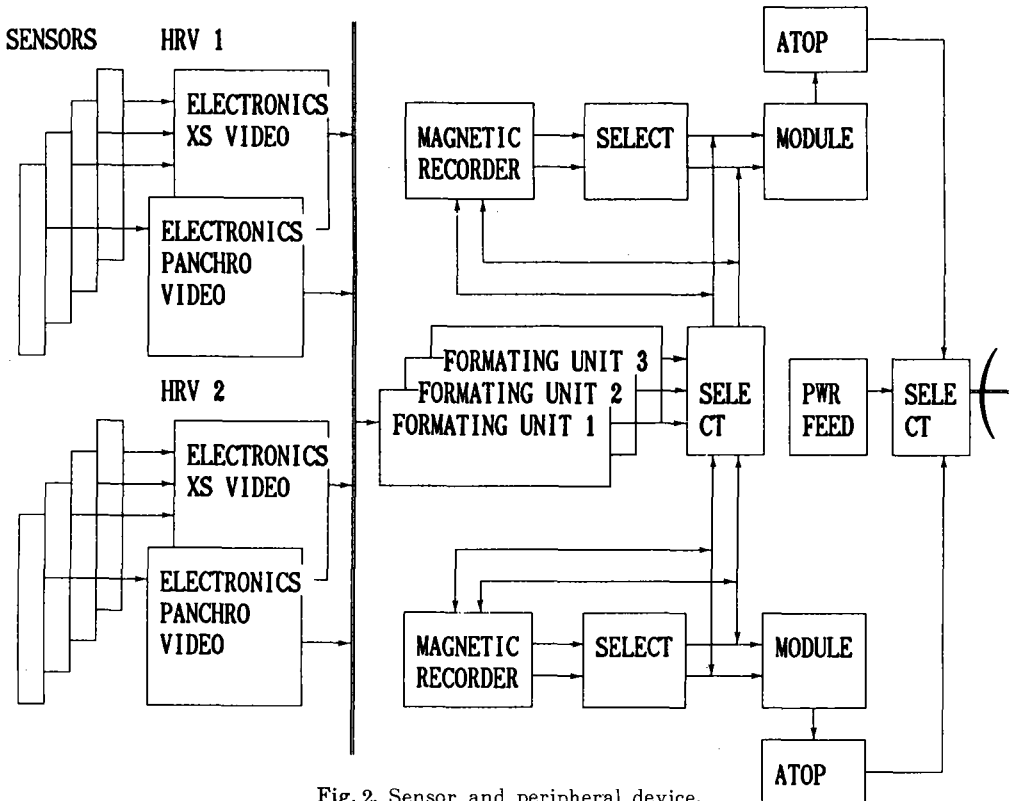 SENSORS
HRV 1
ELECTRONICS
XS VIDEO
ELECTRONICS
PANCHRO
VIDEO
HRV 2
ELECTRONICS
XS VIDEO
ELECTRONICS
PANCHRO
VIDEO
MAGNETIC
RECORDER
SELECT
MODULE
ATOP
FORMATING UNIT 3
FORMATING UNIT 2
FORMATING UNIT 1
SELE
CT
PWR
FEED
SELE
CT
MAGNETIC
RECORDER
SELECT
MODULE
ATOP
Fig. 2. Sensor and peripheral device.